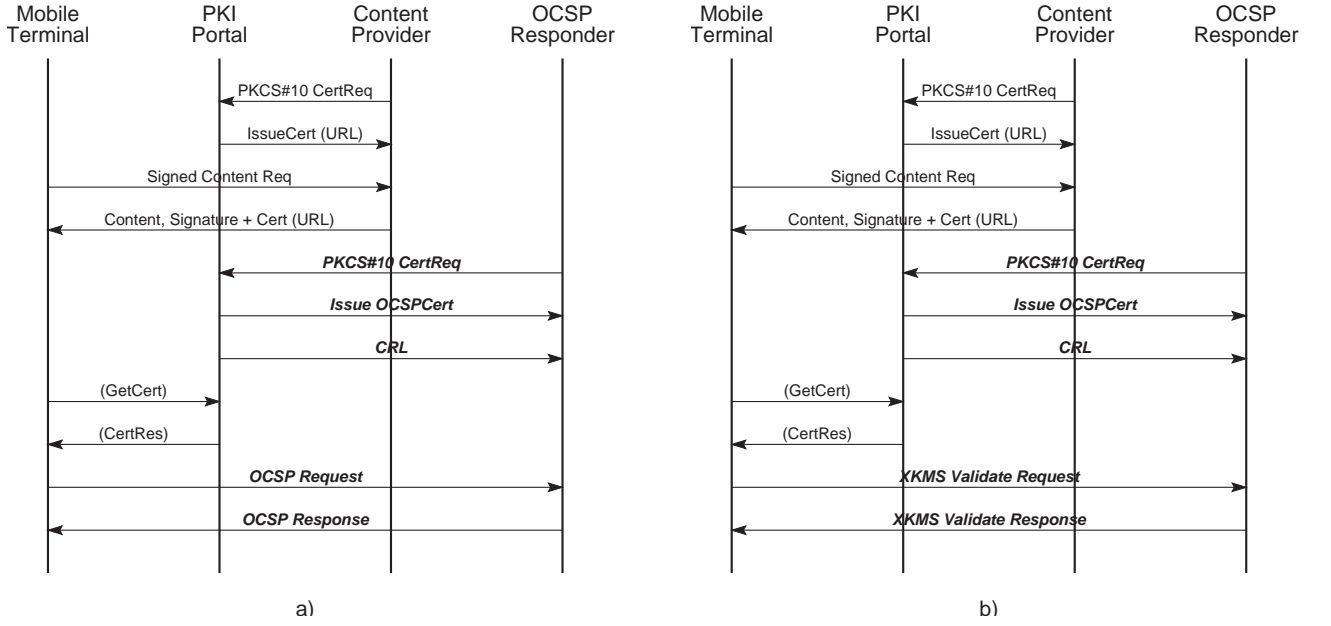 Mobile
Terminal
PKI
Portal
Content
Provider
OCSP
Responder
PKCS#10 CertReq
IssueCert (URL)
Signed Content Req
Content, Signature + Cert (URL)
PKCS#10 CertReq
Issue OCSPCert
CRL
(GetCert)
(CertRes)
OCSP Request
OCSP Response
a)
Mobile
Terminal
PKI
Portal
Content
Provider
OCSP
Responder
PKCS#10 CertReq
IssueCert (URL)
Signed Content Req
Content, Signature + Cert (URL)
PKCS#10 CertReq
Issue OCSPCert
CRL
(GetCert)
(CertRes)
XKMS Validate Request
XKMS Validate Response
b)